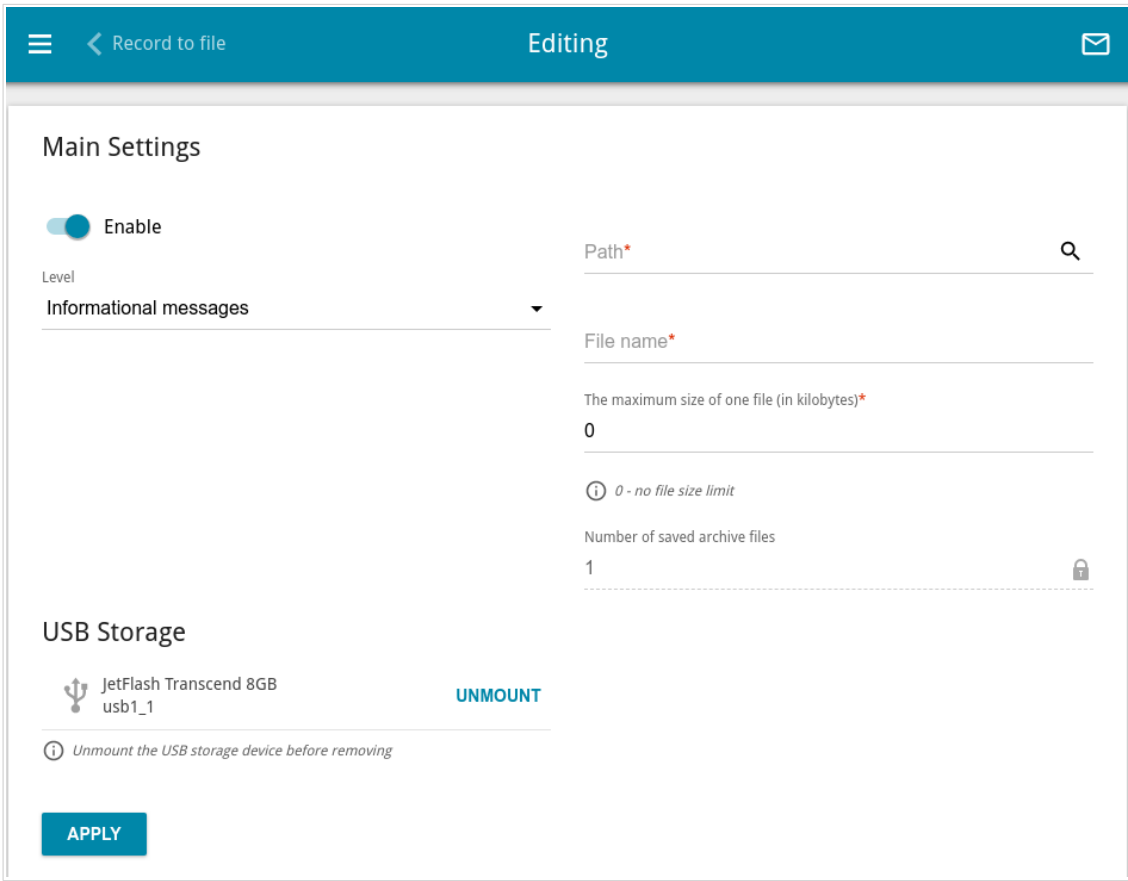 Record to file
Editing
Main Settings
Enable
Level
Informational messages
Path*
File name*
The maximum size of one file (in kilobytes)*
0
0 - no file size limit
Number of saved archive files
1
USB Storage
JetFlash Transcend 8GB
usb1_1
UNMOUNT
Unmount the USB storage device before removing
APPLY